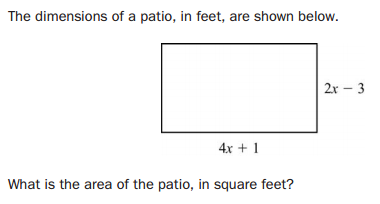 The dimensions of a patio, in feet, are shown below.
2x – 3
4x + 1
What is the area of the patio, in square feet?